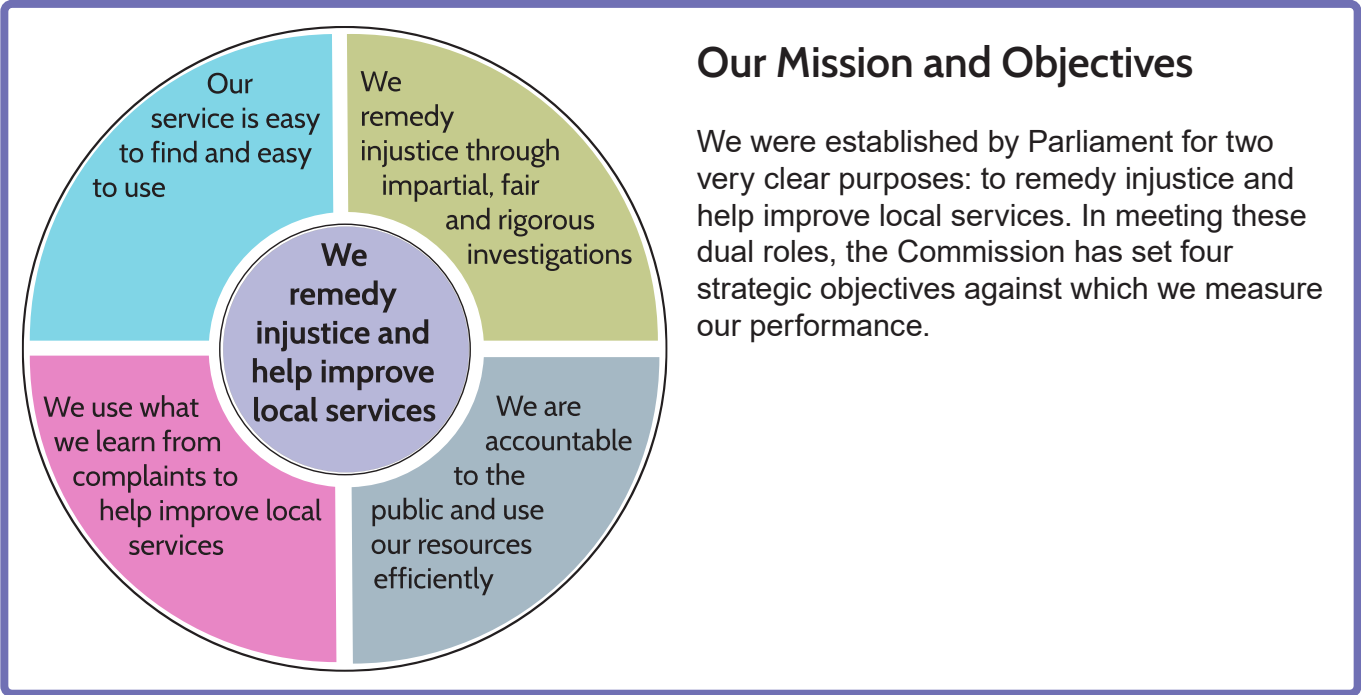 Our
service is easy
to find and easy
to use
We
remedy
injustice through
impartial, fair
and rigorous
investigations
We
remedy
injustice and
help improve
local services
We use what
we learn from
complaints to
help improve local
services
We are
accountable
to the
public and use
our resources
efficiently
Our Mission and Objectives
We were established by Parliament for two
very clear purposes: to remedy injustice and
help improve local services. In meeting these
dual roles, the Commission has set four
strategic objectives against which we measure
our performance.